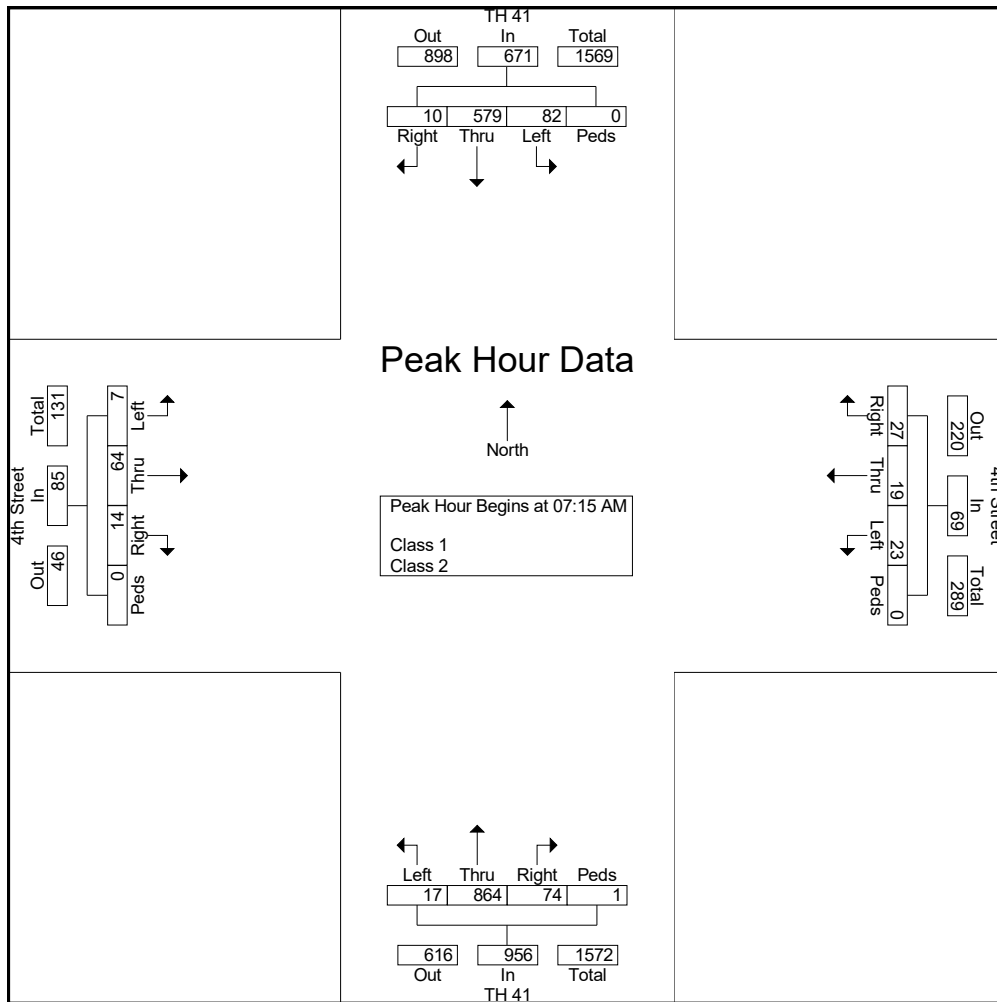 TH 41
Out In Total
898 671 1569
10 579 82 0
Right Thru Left Peds
Peak Hour Data
North
Peak Hour Begins at 07:15 AM
Class 1
Class 2
4th Street
Out In Total
46 85 131
7 64 14 0
Left Thru Right Peds
4th Street
Out In Total
220 69 289
27 19 23 0
Right Thru Left Peds
Left Thru Right Peds
17 864 74 1
616 956 1572
Out In Total
TH 41